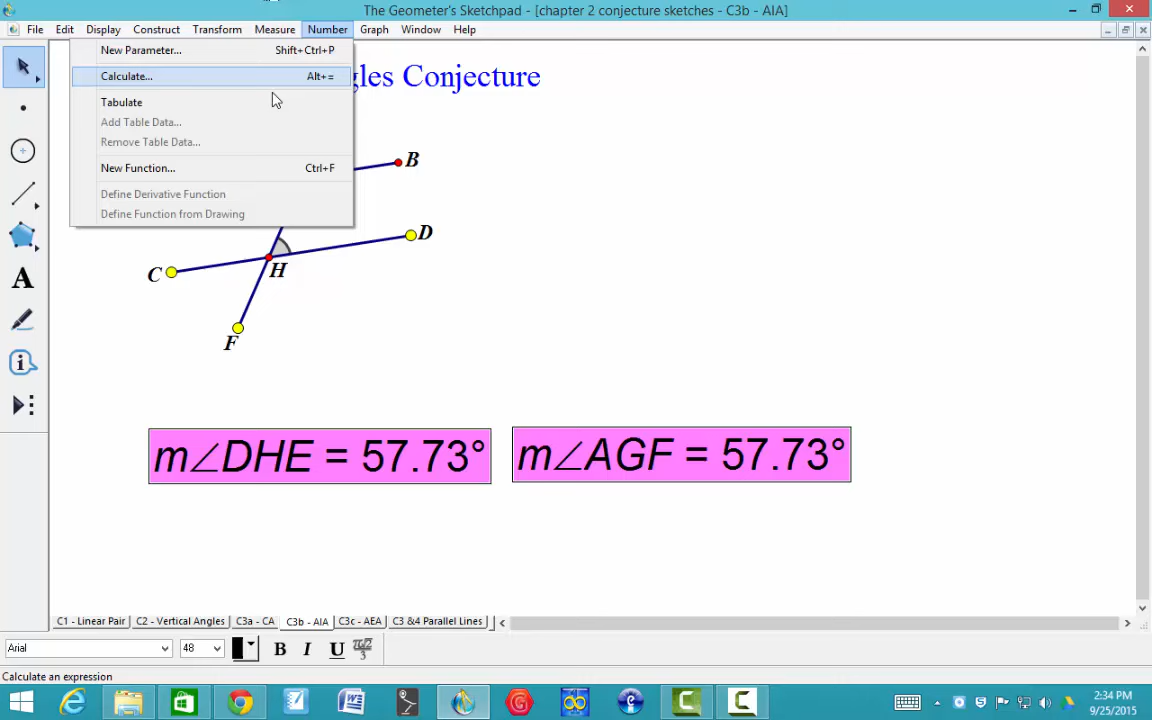 The Geometer's Sketchpad - [chapter 2 conjecture sketches - C3b - AIA]
File Edit Display Construct Transform Measure Number Graph Window Help
New Parameter... Shift+Ctrl+P
Calculate... Alt+=
Tabulate
Add Table Data...
Remove Table Data...
New Function... Ctrl+F
Define Derivative Function
Define Function from Drawing
gles Conjecture
B
D
C
H
F
A
m∠DHE = 57.73° m∠AGF = 57.73°
C1 - Linear Pair C2 - Vertical Angles C3a - CA C3b - AIA C3c - AEA C3 &4 Parallel Lines
Arial 48 B I U
Calculate an expression
2:34 PM
9/25/2015